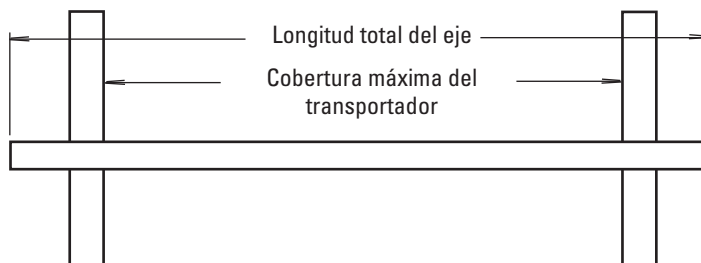 Longitud total del eje
Cobertura máxima del
transportador